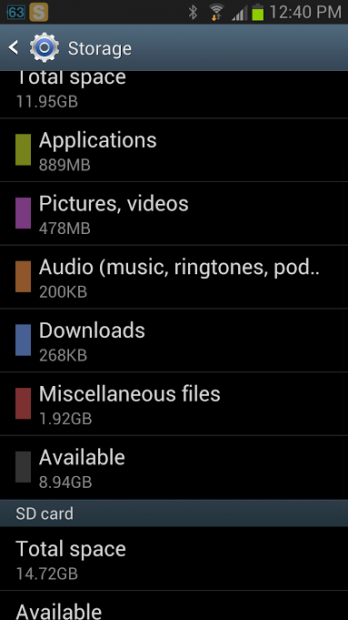 63 S 12:40 PM
Storage
Total space
11.95GB
Applications
889MB
Pictures, videos
478MB
Audio (music, ringtones, pod..
200KB
Downloads
268KB
Miscellaneous files
1.92GB
Available
8.94GB
SD card
Total space
14.72GB
Available